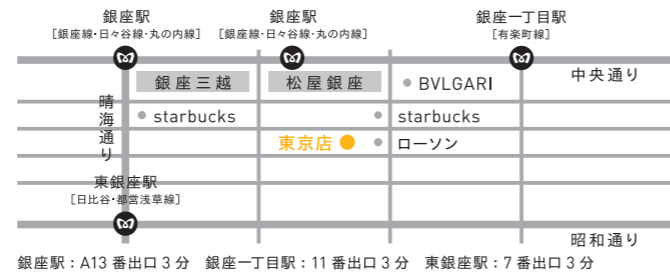 銀座駅
[銀座線・日々谷線・丸の内線]
銀座駅
[銀座線・日々谷線・丸の内線]
銀座一丁目駅
[有楽町線]
銀座三越
松屋銀座
BVLGARI
中央通り
晴海通り
starbucks
starbucks
東京店
ローソン
東銀座駅
[日比谷・都営浅草線]
昭和通り
銀座駅：A13 番出口 3 分　銀座一丁目駅：11 番出口 3 分　東銀座駅：7 番出口 3 分